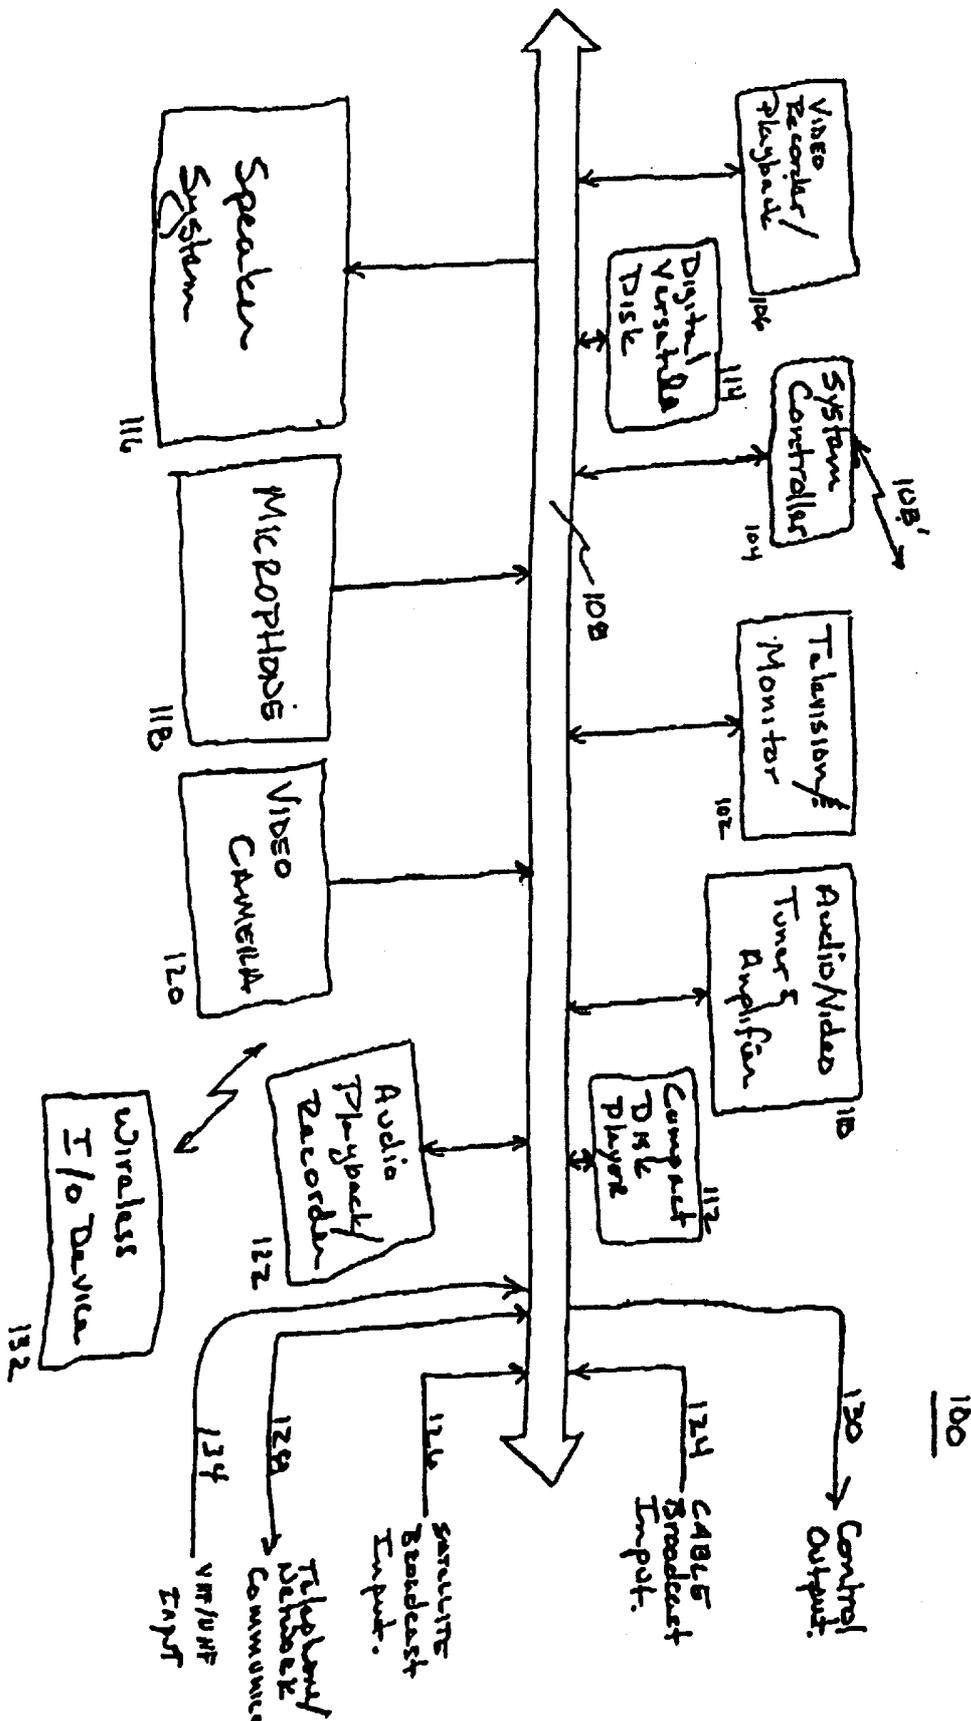 100
Video
Recorder/
Playback
106
Digital
Versatile
Disk
114
System
Controller
104
108'
108
Television/&
Monitor
102
Audio/Video
Tuner &
Amplifier
110
Compact
Disk
Player
112
130
Control
Output.
124
CABLE
Broadcast
Input.
Speaker
System
116
MICROPHONE
118
VIDEO
CAMERA
120
Audio
Playback/
Recorder
122
Wireless
I/O Device
132
126
SATELLITE
Broadcast
Input.
128
Telephone/
Network
134
VHF/UHF
Input